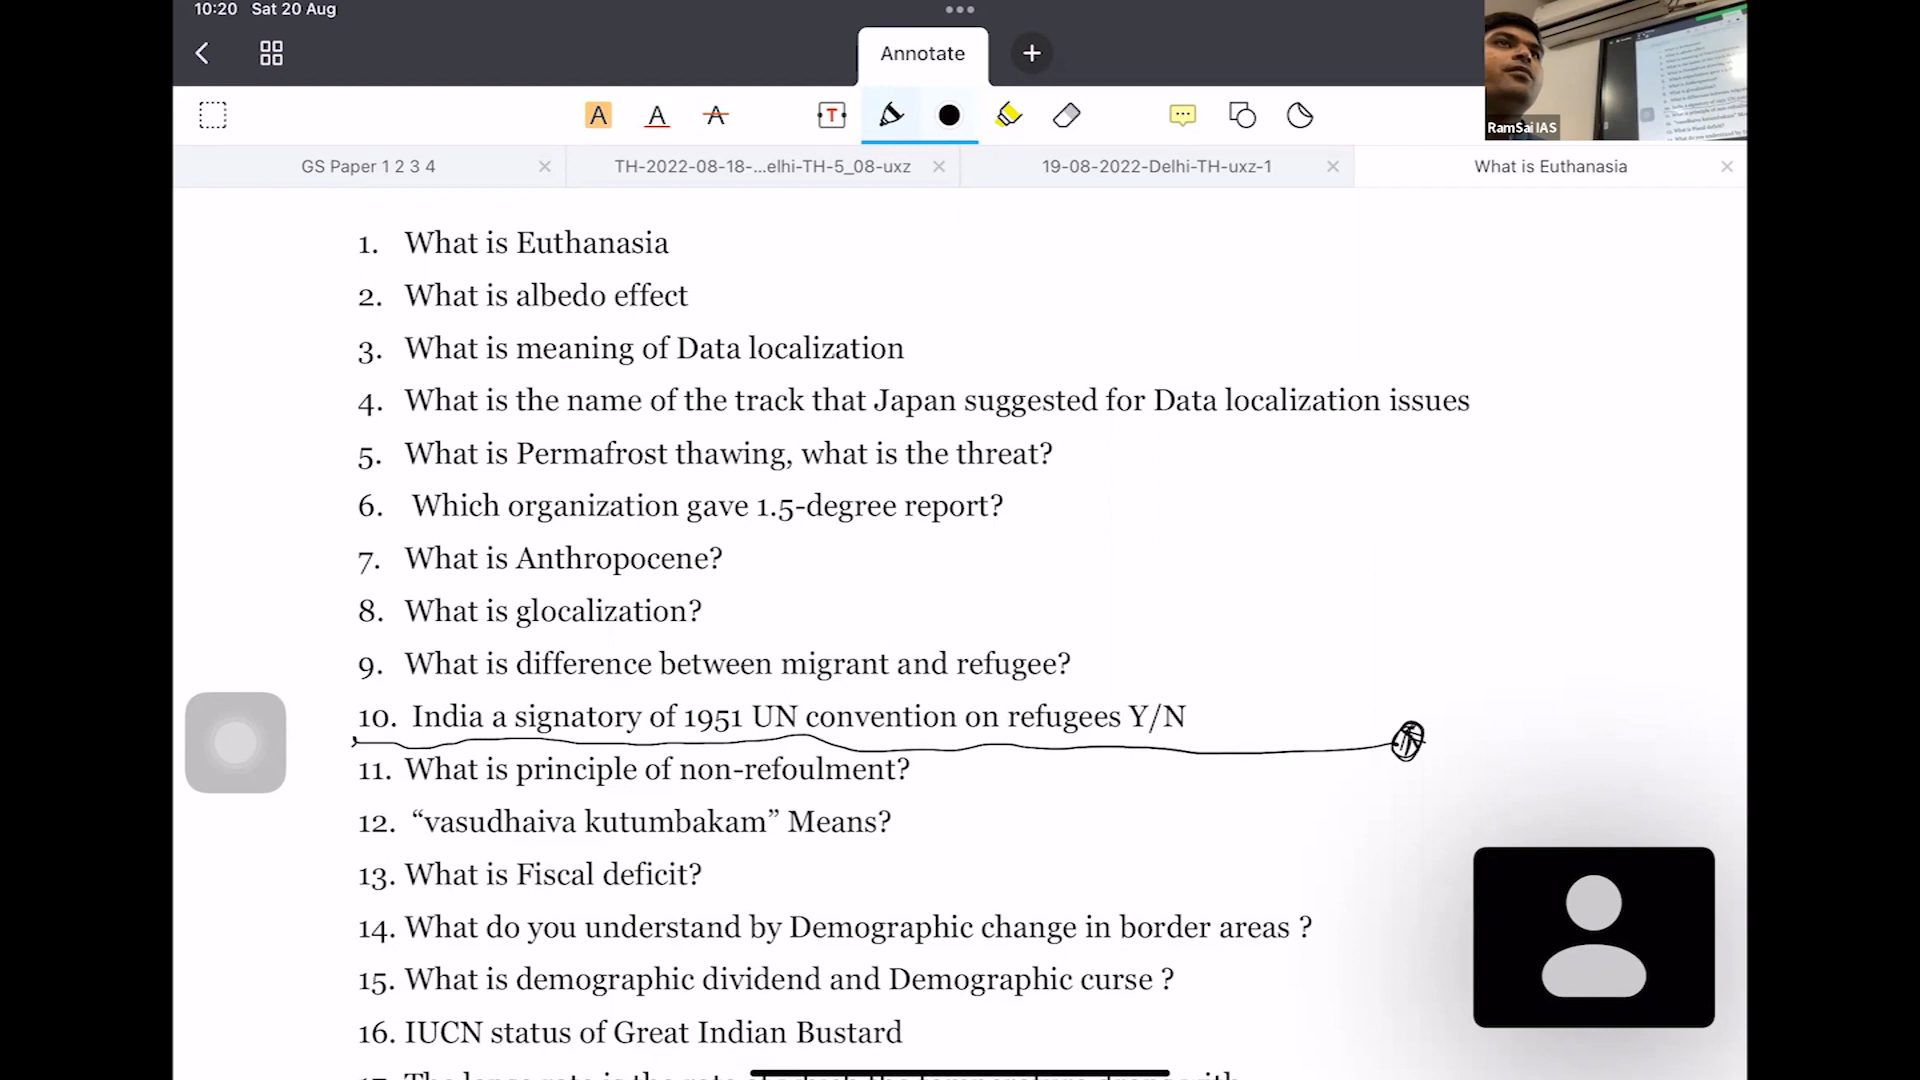 10:20 Sat 20 Aug
Annotate
RamSai IAS
GS Paper 1 2 3 4
TH-2022-08-18-...elhi-TH-5_08-uxz
19-08-2022-Delhi-TH-uxz-1
What is Euthanasia
1. What is Euthanasia
2. What is albedo effect
3. What is meaning of Data localization
4. What is the name of the track that Japan suggested for Data localization issues
5. What is Permafrost thawing, what is the threat?
6. Which organization gave 1.5-degree report?
7. What is Anthropocene?
8. What is glocalization?
9. What is difference between migrant and refugee?
10. India a signatory of 1951 UN convention on refugees Y/N
11. What is principle of non-refoulment?
12. “vasudhaiva kutumbakam” Means?
13. What is Fiscal deficit?
14. What do you understand by Demographic change in border areas ?
15. What is demographic dividend and Demographic curse ?
16. IUCN status of Great Indian Bustard